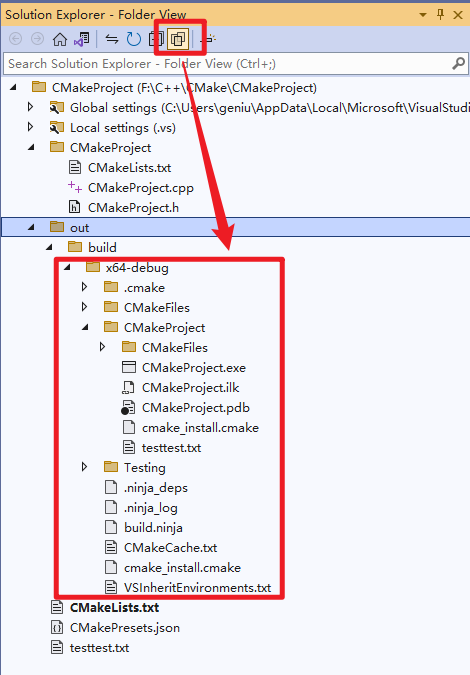 Solution Explorer - Folder View
Search Solution Explorer - Folder View (Ctrl+;)
CMakeProject (F:\C++\CMake\CMakeProject)
Global settings (C:\Users\geniu\AppData\Local\Microsoft\VisualStudi
Local settings (.vs)
CMakeProject
CMakeLists.txt
CMakeProject.cpp
CMakeProject.h
out
build
x64-debug
.cmake
CMakeFiles
CMakeProject
CMakeFiles
CMakeProject.exe
CMakeProject.ilk
CMakeProject.pdb
cmake_install.cmake
testtest.txt
Testing
.ninja_deps
.ninja_log
build.ninja
CMakeCache.txt
cmake_install.cmake
VSInheritEnvironments.txt
CMakeLists.txt
CMakePresets.json
testtest.txt